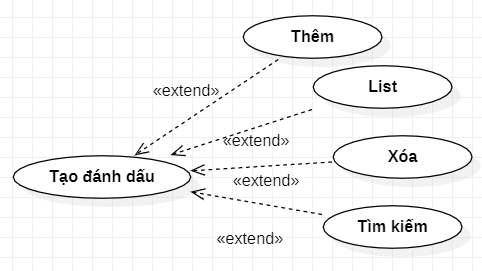 Thêm
«extend»
List
«extend»
Xóa
Tạo đánh dấu
«extend»
Tìm kiếm
«extend»